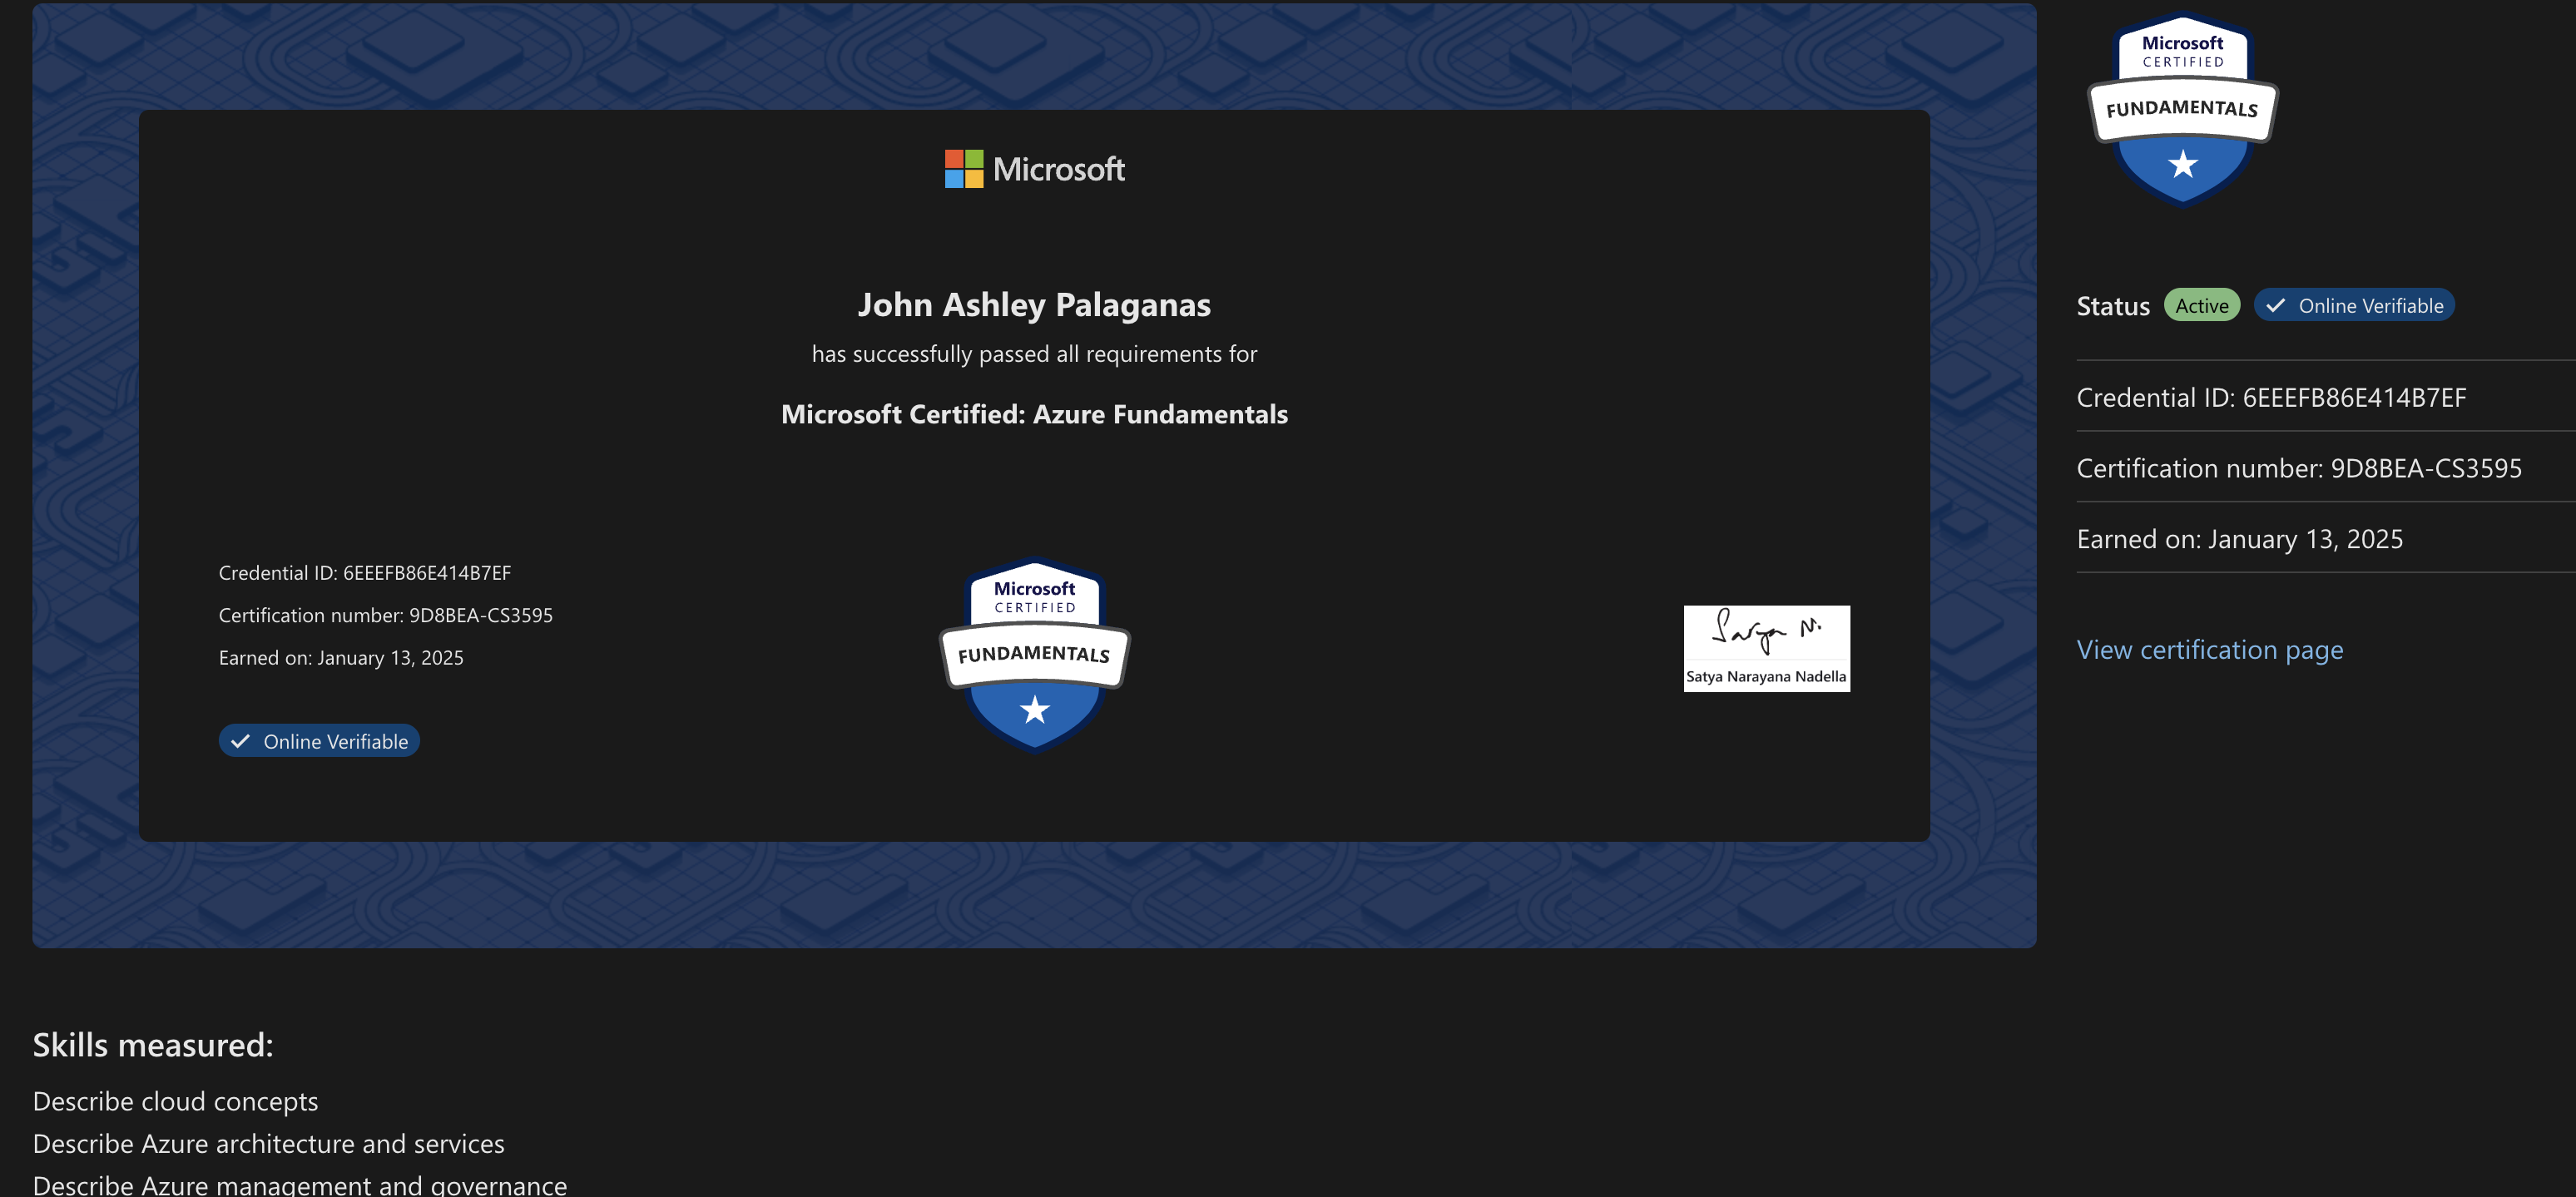 Microsoft
John Ashley Palaganas
has successfully passed all requirements for
Microsoft Certified: Azure Fundamentals
Credential ID: 6EEEFB86E414B7EF
Certification number: 9D8BEA-CS3595
Earned on: January 13, 2025
Online Verifiable
Microsoft
CERTIFIED
FUNDAMENTALS
Satya N.
Satya Narayana Nadella
Microsoft
CERTIFIED
FUNDAMENTALS
Status Active Online Verifiable
Credential ID: 6EEEFB86E414B7EF
Certification number: 9D8BEA-CS3595
Earned on: January 13, 2025
View certification page
Skills measured:
Describe cloud concepts
Describe Azure architecture and services
Describe Azure management and governance